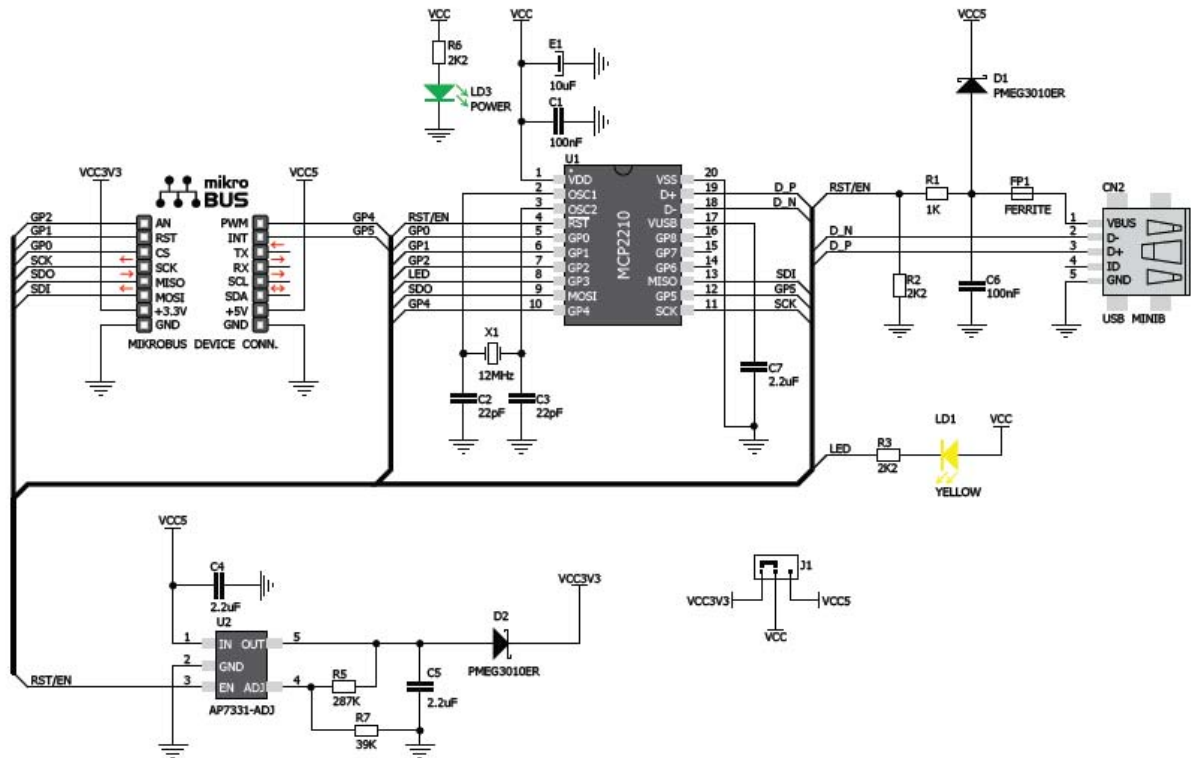 VCC
R6
2K2
LD3
POWER
VCC
E1
10uF
C1
100nF
VCC5
D1
PMEG3010ER
VCC3V3
mikro
BUS
VCC5
GP2
GP1
GP0
SCK
SDO
SDI
AN
RST
CS
SCK
MISO
MOSI
+3.3V
GND
PWM
INT
TX
RX
SCL
SDA
+5V
GND
MIKROBUS DEVICE CONN.
GP4
GP5
RST/EN
GP0
GP1
GP2
LED
SDO
GP4
1
2
3
4
5
6
7
8
9
10
U1
VDD
OSC1
OSC2
RST
GP0
GP1
GP2
GP3
MOSI
GP4
MCP2210
VSS
D+
D-
VUSB
GP8
GP7
GP6
MISO
GP5
SCK
20
19
18
17
16
15
14
13
12
11
D_P
D_N
SDI
GP5
SCK
X1
12MHz
C2
22pF
C3
22pF
C7
2.2uF
RST/EN
R1
1K
FP1
FERRITE
D_N
D_P
R2
2K2
C6
100nF
CN2
1
2
3
4
5
VBUS
D-
D+
ID
GND
USB MINIB
LED
R3
2K2
LD1
YELLOW
VCC
VCC5
C4
2.2uF
U2
1
2
3
IN
GND
EN
OUT
ADJ
5
4
AP7331-ADJ
RST/EN
R5
287K
R7
39K
C5
2.2uF
D2
PMEG3010ER
VCC3V3
J1
VCC3V3
VCC5
VCC